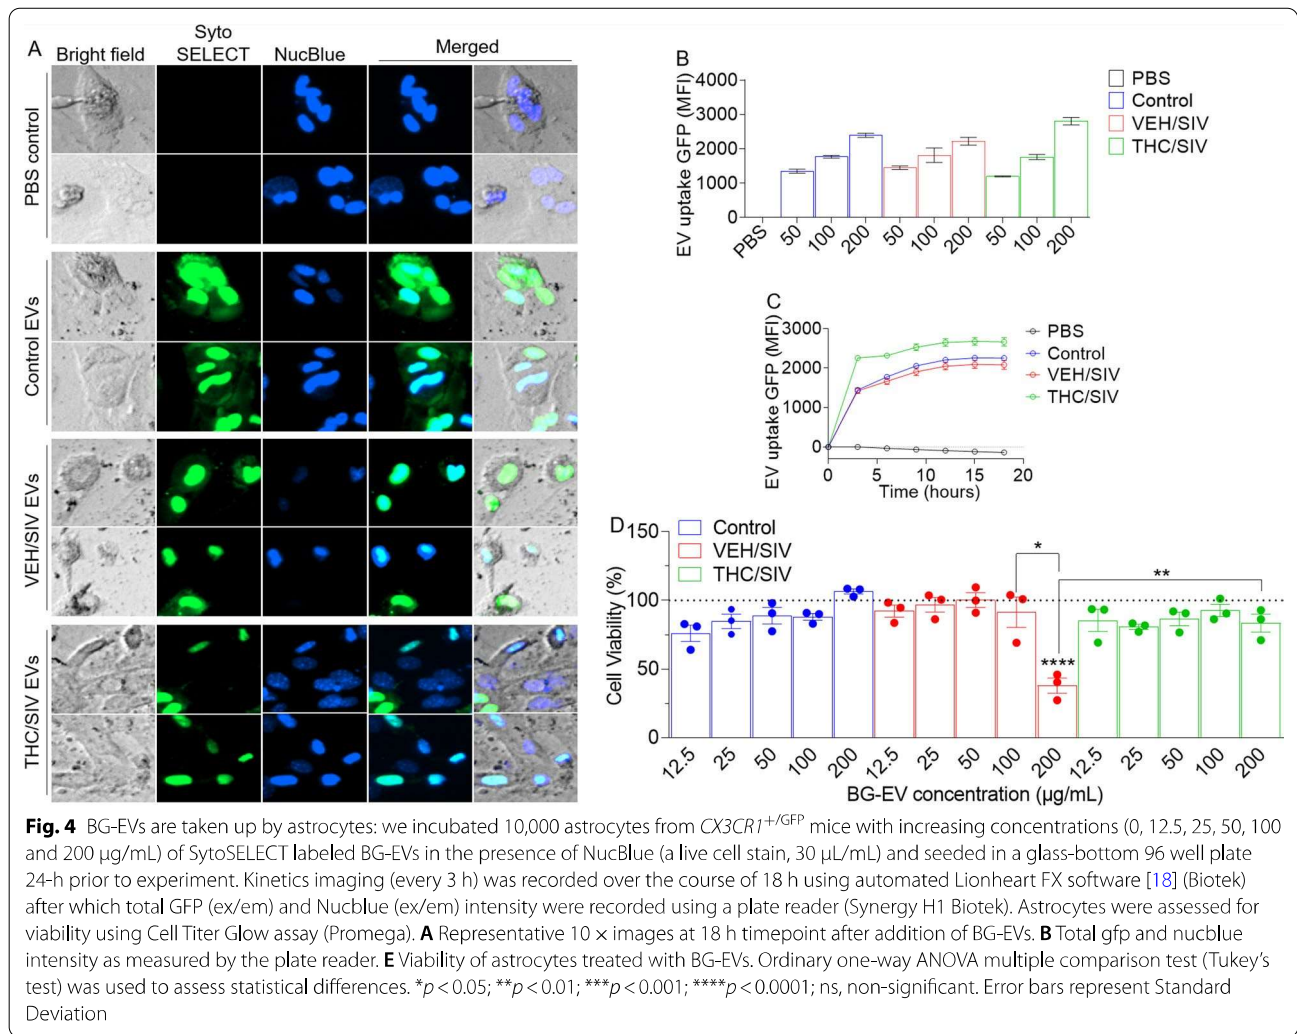 A
Bright field
Syto
SELECT
NucBlue
Merged
PBS control
Control EVs
VEH/SIV EVs
THC/SIV EVs
B
EV uptake GFP (MFI)
4000
3000
2000
1000
0
PBS
50
100
200
50
100
200
50
100
200
PBS
Control
VEH/SIV
THC/SIV
C
EV uptake GFP (MFI)
3000
2000
1000
0
0
5
10
15
20
Time (hours)
PBS
Control
VEH/SIV
THC/SIV
D
Cell Viability (%)
150
100
50
0
Control
VEH/SIV
THC/SIV
*
**
****
12.5
25
50
100
200
12.5
25
50
100
200
12.5
25
50
100
200
BG-EV concentration (µg/mL)
Fig. 4 BG-EVs are taken up by astrocytes: we incubated 10,000 astrocytes from CX3CR1+/GFP mice with increasing concentrations (0, 12.5, 25, 50, 100
and 200 µg/mL) of SytoSELECT labeled BG-EVs in the presence of NucBlue (a live cell stain, 30 µL/mL) and seeded in a glass-bottom 96 well plate
24-h prior to experiment. Kinetics imaging (every 3 h) was recorded over the course of 18 h using automated Lionheart FX software [18] (Biotek)
after which total GFP (ex/em) and Nucblue (ex/em) intensity were recorded using a plate reader (Synergy H1 Biotek). Astrocytes were assessed for
viability using Cell Titer Glow assay (Promega). A Representative 10 × images at 18 h timepoint after addition of BG-EVs. B Total gfp and nucblue
intensity as measured by the plate reader. E Viability of astrocytes treated with BG-EVs. Ordinary one-way ANOVA multiple comparison test (Tukey's
test) was used to assess statistical differences. *p < 0.05; **p < 0.01; ***p < 0.001; ****p < 0.0001; ns, non-significant. Error bars represent Standard
Deviation